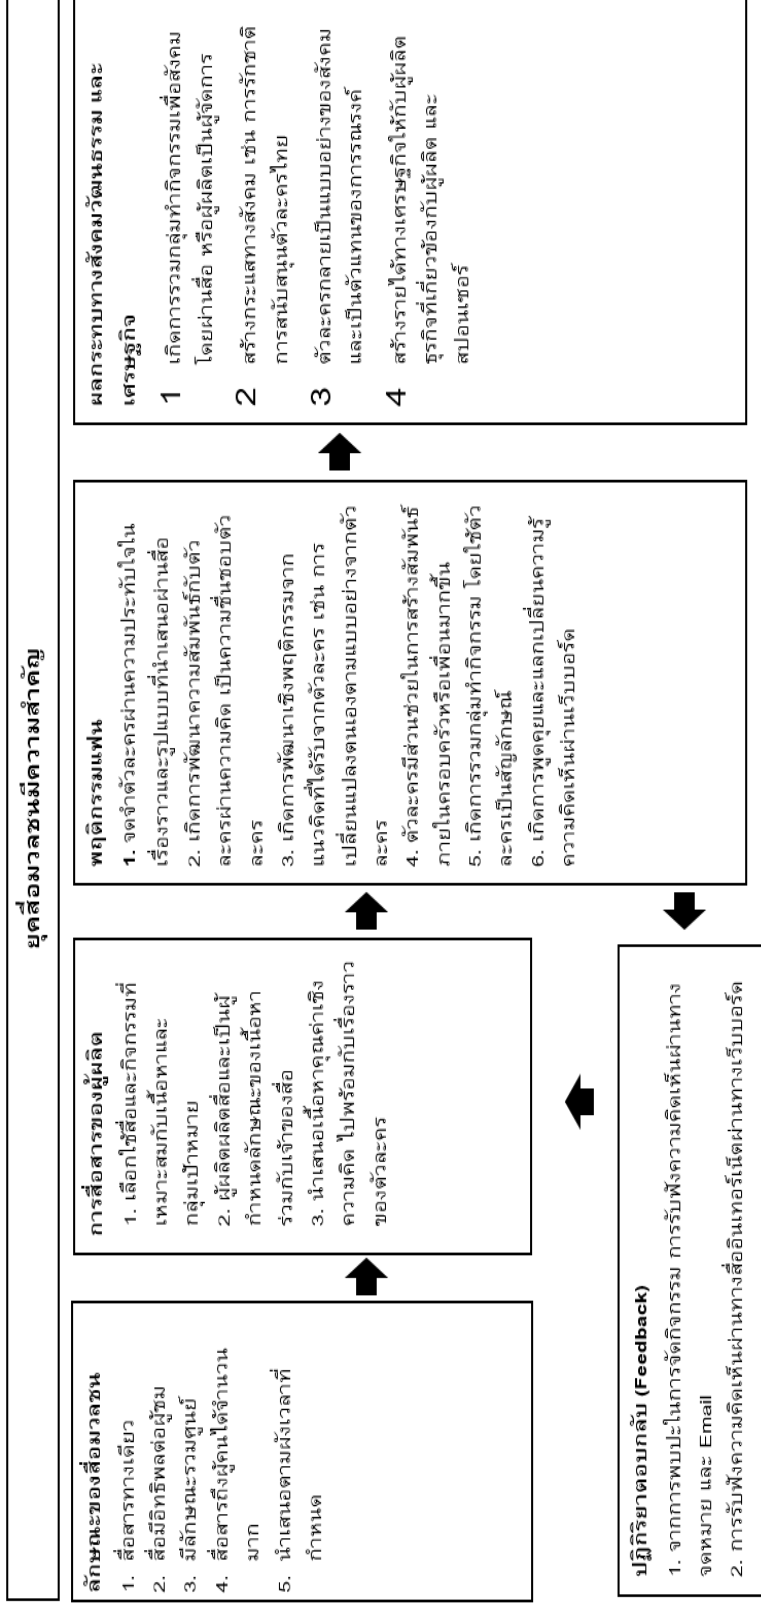 ยุคสื่อมวลชนมีความสำคัญ
ลักษณะของสื่อมวลชน
1. สื่อสารทางเดียว
2. สื่อมีอิทธิพลต่อผู้ชม
3. มีลักษณะรวมศูนย์
4. สื่อสารถึงผู้คนได้จำนวน
มาก
5. นำเสนอตามผังเวลาที่
กำหนด
การสื่อสารของผู้ผลิต
1. เลือกใช้สื่อและกิจกรรมที่
เหมาะสมกับเนื้อหาและ
กลุ่มเป้าหมาย
2. ผู้ผลิตผลิตสื่อและเป็นผู้
กำหนดลักษณะของเนื้อหา
ร่วมกับเจ้าของสื่อ
3. นำเสนอเนื้อหาคุณค่าเชิง
ความคิด ไปพร้อมกับเรื่องราว
ของตัวละคร
พฤติกรรมแฟน
1. จดจำตัวละครผ่านความประทับใจใน
เรื่องราวและรูปแบบที่นำเสนอผ่านสื่อ
2. เกิดการพัฒนาความสัมพันธ์กับตัว
ละครผ่านความคิด เป็นความชื่นชอบตัว
ละคร
3. เกิดการพัฒนาเชิงพฤติกรรมจาก
แนวคิดที่ได้รับจากตัวละคร เช่น การ
เปลี่ยนแปลงตนเองตามแบบอย่างจากตัว
ละคร
4. ตัวละครมีส่วนช่วยในการสร้างสัมพันธ์
ภายในครอบครัวหรือเพื่อนมากขึ้น
5. เกิดการรวมกลุ่มทำกิจกรรม โดยใช้ตัว
ละครเป็นสัญลักษณ์
6. เกิดการพูดคุยและแลกเปลี่ยนความรู้
ความคิดเห็นผ่านเว็บบอร์ด
ผลกระทบทางสังคมวัฒนธรรม และ
เศรษฐกิจ
1 เกิดการรวมกลุ่มทำกิจกรรมเพื่อสังคม
โดยผ่านสื่อ หรือผู้ผลิตเป็นผู้จัดการ
2 สร้างกระแสทางสังคม เช่น การรักชาติ
การสนับสนุนตัวละครไทย
3 ตัวละครกลายเป็นแบบอย่างของสังคม
และเป็นตัวแทนของการรณรงค์
4 สร้างรายได้ทางเศรษฐกิจให้กับผู้ผลิต
ธุรกิจที่เกี่ยวข้องกับผู้ผลิต และ
สปอนเซอร์
ปฏิกิริยาตอบกลับ (Feedback)
1. จากการพบปะในการจัดกิจกรรม การรับฟังความคิดเห็นผ่านทาง
จดหมาย และ Email
2. การรับฟังความคิดเห็นผ่านทางสื่ออินเทอร์เน็ตผ่านทางเว็บบอร์ด